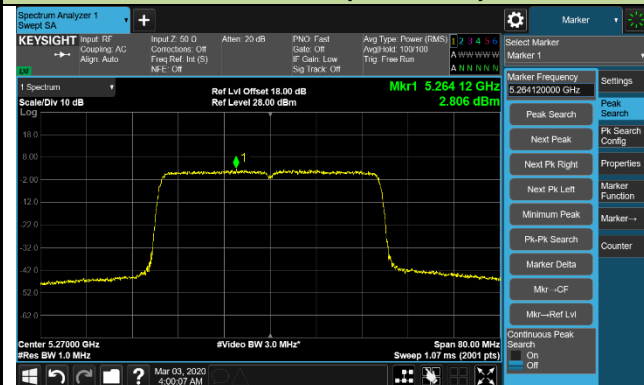 Spectrum Analyzer 1
Swept SA
+
Marker
KEYSIGHT Input: RF Input Z: 50 Ω Atten: 20 dB PNO: Fast Avg Type: Power (RMS) 1 2 3 4 5 6
Coupling: AC Corrections: Off Gate: Off Avg|Hold: 100/100 A W W W W W
Align: Auto Freq Ref: Int (S) IF Gain: Low Trig: Free Run
LXI NFE: Off Sig Track: Off A N N N N N
Select Marker
Marker 1
1 Spectrum
Scale/Div 10 dB
Log
Ref Lvl Offset 18.00 dB
Ref Level 28.00 dBm
Mkr1 5.264 12 GHz
2.806 dBm
18.0
8.00
-2.00
-12.0
-22.0
-32.0
-42.0
-52.0
-62.0
1
Center 5.27000 GHz #Video BW 3.0 MHz* Span 80.00 MHz
#Res BW 1.0 MHz Sweep 1.07 ms (2001 pts)
Marker Frequency
5.264120000 GHz
Peak Search
Next Peak
Next Pk Right
Next Pk Left
Minimum Peak
Pk-Pk Search
Marker Delta
Mkr→CF
Mkr→Ref Lvl
Continuous Peak
Search
On
Off
Settings
Peak
Search
Pk Search
Config
Properties
Marker
Function
Marker→
Counter
?
Mar 03, 2020
4:00:07 AM